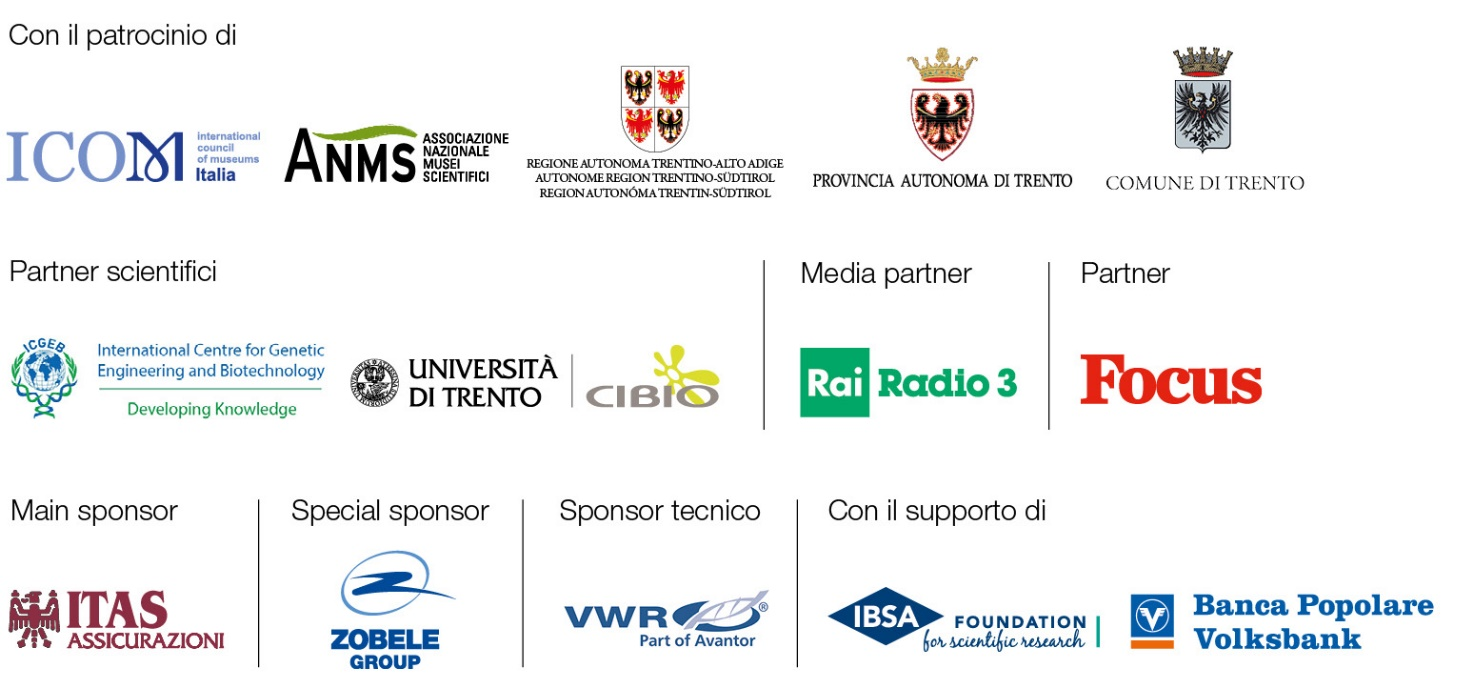 Con il patrocinio di
ICOM
international
council
of museums
Italia
ANMS
ASSOCIAZIONE
NAZIONALE
MUSEI
SCIENTIFICI
REGIONE AUTONOMA TRENTINO-ALTO ADIGE
AUTONOME REGION TRENTINO-SÜDTIROL
REGION AUTONÓMA TRENTIN-SÜDTIROL
PROVINCIA AUTONOMA DI TRENTO
COMUNE DI TRENTO
Partner scientifici
ICGEB
International Centre for Genetic
Engineering and Biotechnology
Developing Knowledge
UNIVERSITÀ
DI TRENTO
CIBIO
Media partner
Rai Radio 3
Partner
Focus
Main sponsor
ITAS
ASSICURAZIONI
Special sponsor
ZOBELE
GROUP
Sponsor tecnico
VWR®
Part of Avantor
Con il supporto di
IBSA
FOUNDATION
for scientific research
Banca Popolare
Volksbank